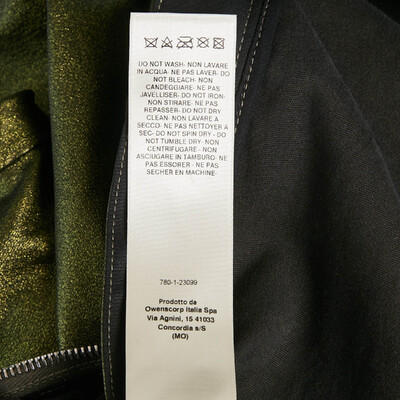 DO NOT WASH- NON LAVARE
IN ACQUA- NE PAS LAVER- DO
NOT BLEACH- NON
CANDEGGIARE- NE PAS
JAVELLISER- DO NOT IRON-
NON STIRARE- NE PAS
REPASSER- DO NOT DRY
CLEAN- NON LAVARE A
SECCO- NE PAS NETTOYER A
SEC- DO NOT SPIN DRY - DO
NOT TUMBLE DRY- NON
CENTRIFUGARE - NON
ASCIUGARE IN TAMBURO- NE
PAS ESSORER - NE PAS
SECHER EN MACHINE-
780-1-23099
Prodotto da
Owenscorp Italia Spa
Via Agnini, 15 41033
Concordia s/S
(MO)